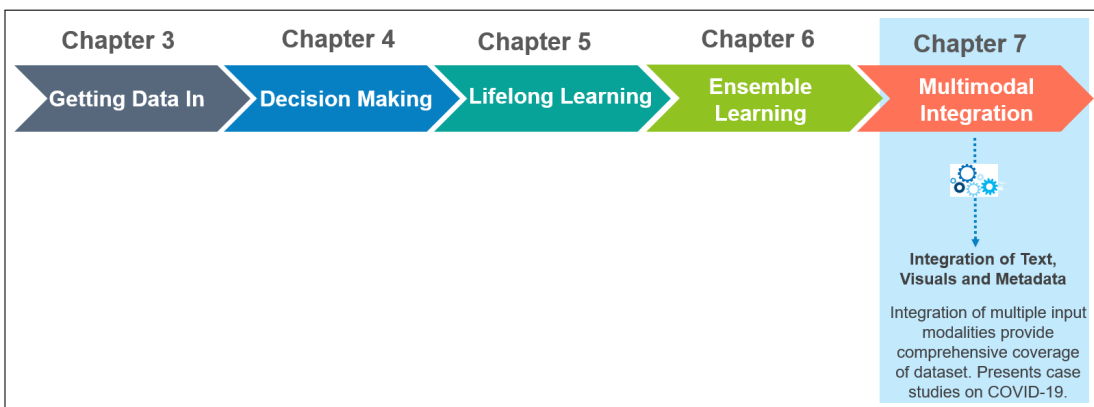 Chapter 3
Chapter 4
Chapter 5
Chapter 6
Chapter 7
Getting Data In
Decision Making
Lifelong Learning
Ensemble
Learning
Multimodal
Integration
Integration of Text,
Visuals and Metadata
Integration of multiple input
modalities provide
comprehensive coverage
of dataset. Presents case
studies on COVID-19.